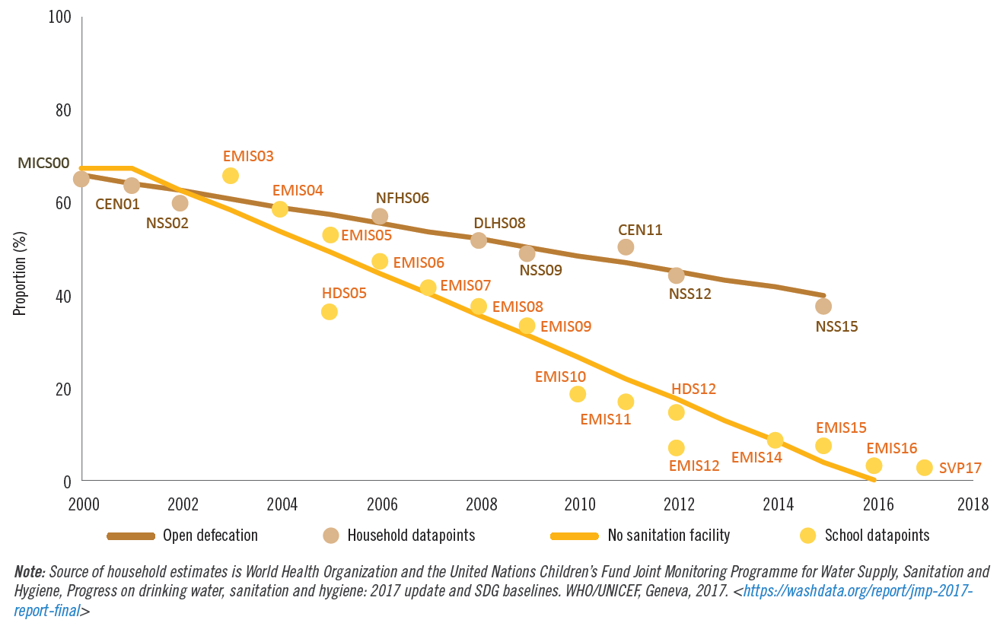 100
80
MICS00
EMIS03
EMIS04
60
CEN01
NSS02
NFHS06
DLHS08
CEN11
EMIS05
EMIS06
NSS09
Proportion (%)
40
HDS05
EMIS07
NSS12
EMIS08
EMIS09
NSS15
20
EMIS10
HDS12
EMIS11
EMIS15
EMIS14
EMIS16
EMIS12
SVP17
0
2000 2002 2004 2006 2008 2010 2012 2014 2016 2018
Open defecation Household datapoints No sanitation facility School datapoints
Note: Source of household estimates is World Health Organization and the United Nations Children's Fund Joint Monitoring Programme for Water Supply, Sanitation and
Hygiene, Progress on drinking water, sanitation and hygiene: 2017 update and SDG baselines. WHO/UNICEF, Geneva, 2017. <https://washdata.org/report/jmp-2017-
report-final>